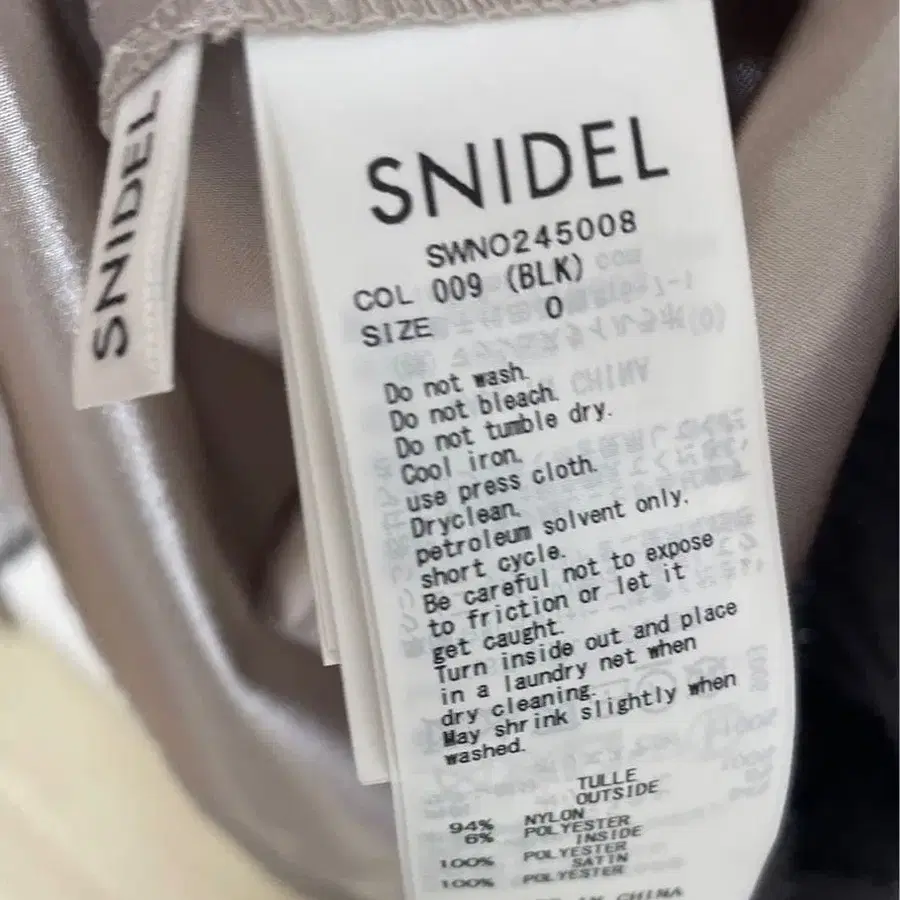 SNIDEL
SNIDEL
SWNO245008
COL 009 (BLK)
SIZE 0
Do not wash.
Do not bleach.
Do not tumble dry.
Cool iron.
use press cloth.
Dryclean.
petroleum solvent only.
short cycle.
Be careful not to expose
to friction or let it
get caught.
Turn inside out and place
in a laundry net when
dry cleaning.
May shrink slightly when
washed.
TULLE
OUTSIDE
94% NYLON
6% POLYESTER
INSIDE
100% POLYESTER
SATIN
100% POLYESTER
IN CHINA